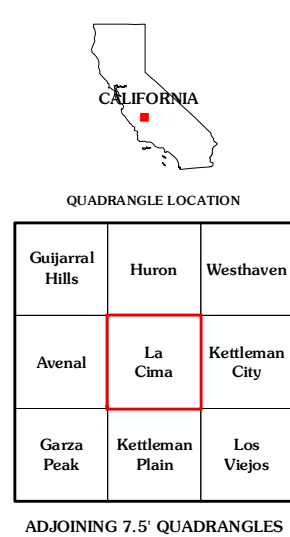 CALIFORNIA
QUADRANGLE LOCATION
Guijarral
Hills
Huron
Westhaven
Avenal
La
Cima
Kettleman
City
Garza
Peak
Kettleman
Plain
Los
Viejos
ADJOINING 7.5' QUADRANGLES